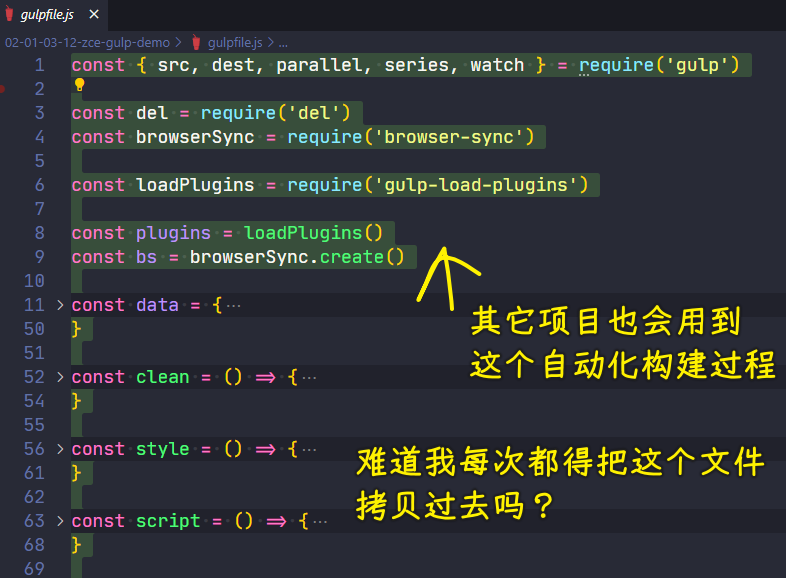 gulpfile.js ×
02-01-03-12-zce-gulp-demo > gulpfile.js > ...
1 const { src, dest, parallel, series, watch } = require('gulp')
2
3 const del = require('del')
4 const browserSync = require('browser-sync')
5
6 const loadPlugins = require('gulp-load-plugins')
7
8 const plugins = loadPlugins()
9 const bs = browserSync.create()
10
11 > const data = { ...
50 }
51
52 > const clean = () => { ...
54 }
55
56 > const style = () => { ...
61 }
62
63 > const script = () => { ...
68 }
69
其它项目也会用到
这个自动化构建过程
难道我每次都得把这个文件
拷贝过去吗？